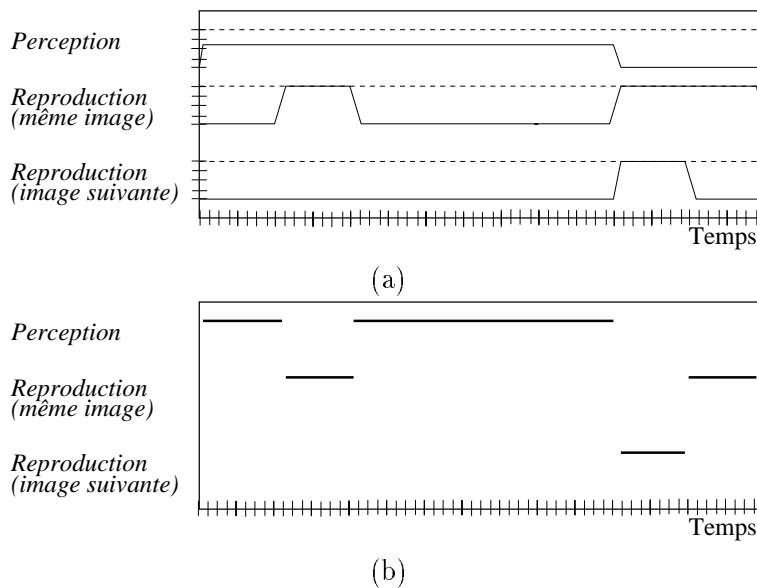 Perception
Reproduction
(même image)
Reproduction
(image suivante)
Temps
(a)
Perception
Reproduction
(même image)
Reproduction
(image suivante)
Temps
(b)